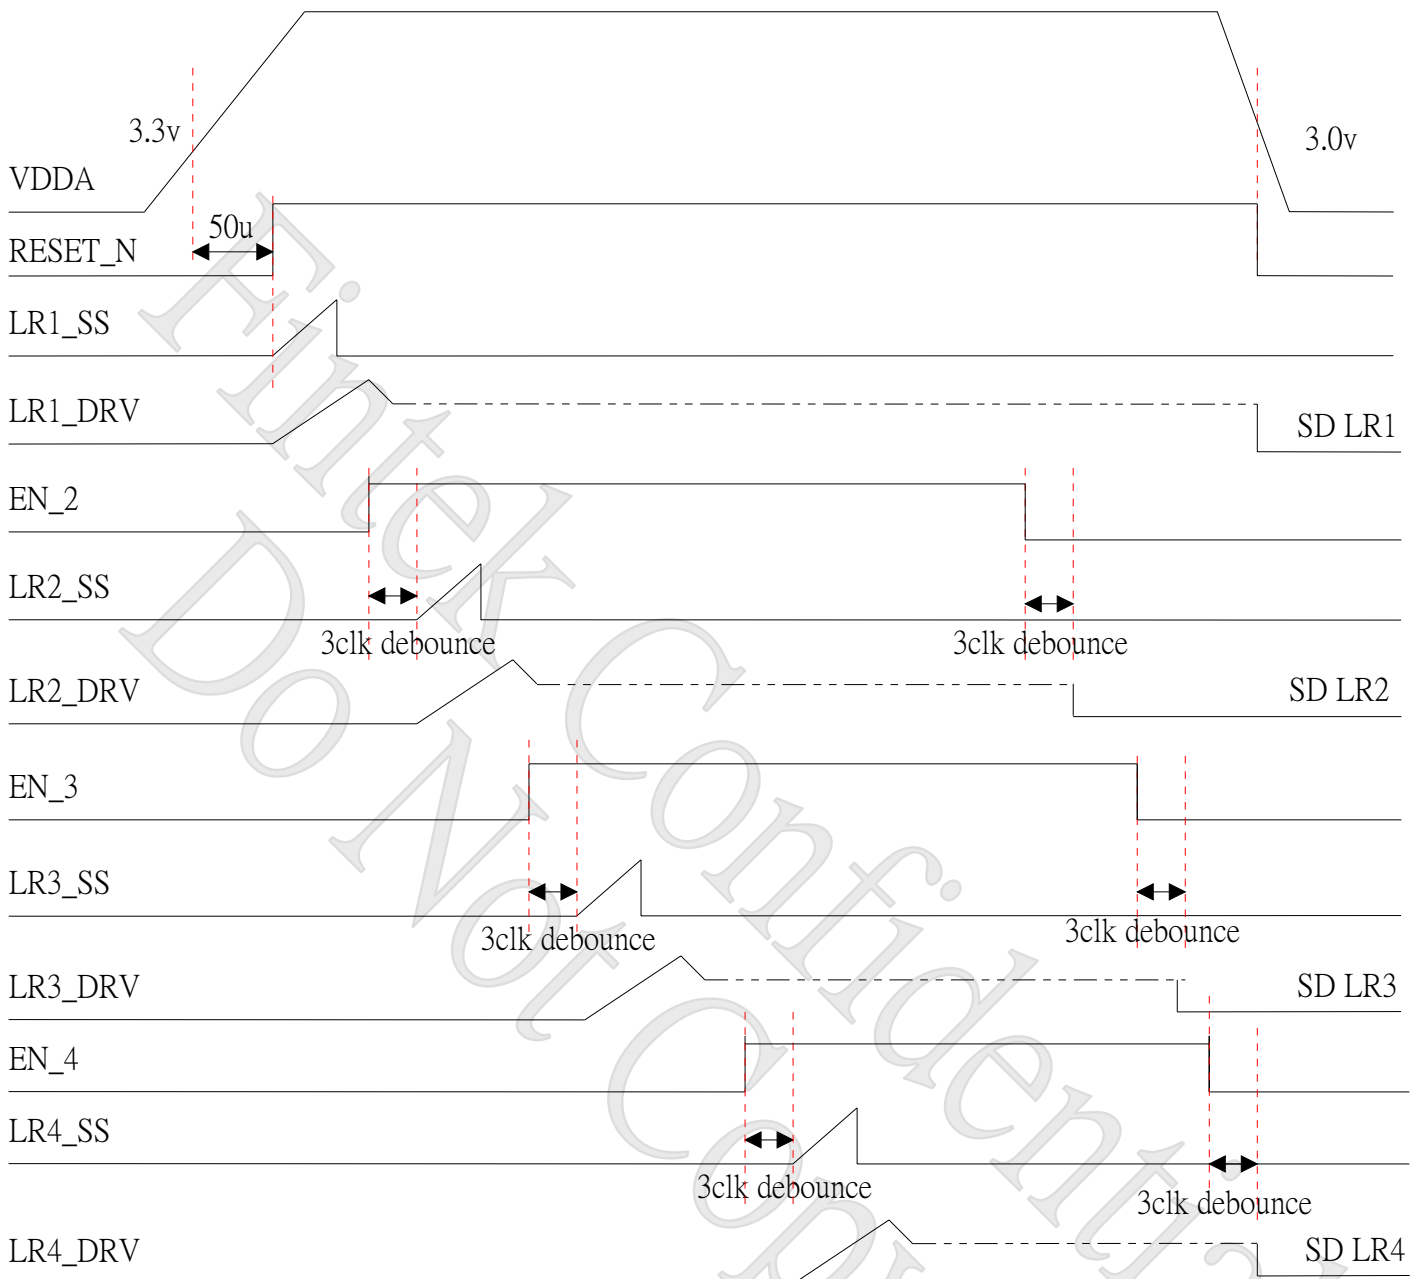 3.3v
3.0v
VDDA
50u
RESET_N
LR1_SS
LR1_DRV
SD LR1
EN_2
LR2_SS
3clk debounce
3clk debounce
LR2_DRV
SD LR2
EN_3
LR3_SS
3clk debounce
3clk debounce
LR3_DRV
SD LR3
EN_4
LR4_SS
3clk debounce
3clk debounce
LR4_DRV
SD LR4
Fintek Confidential
Do Not Copy